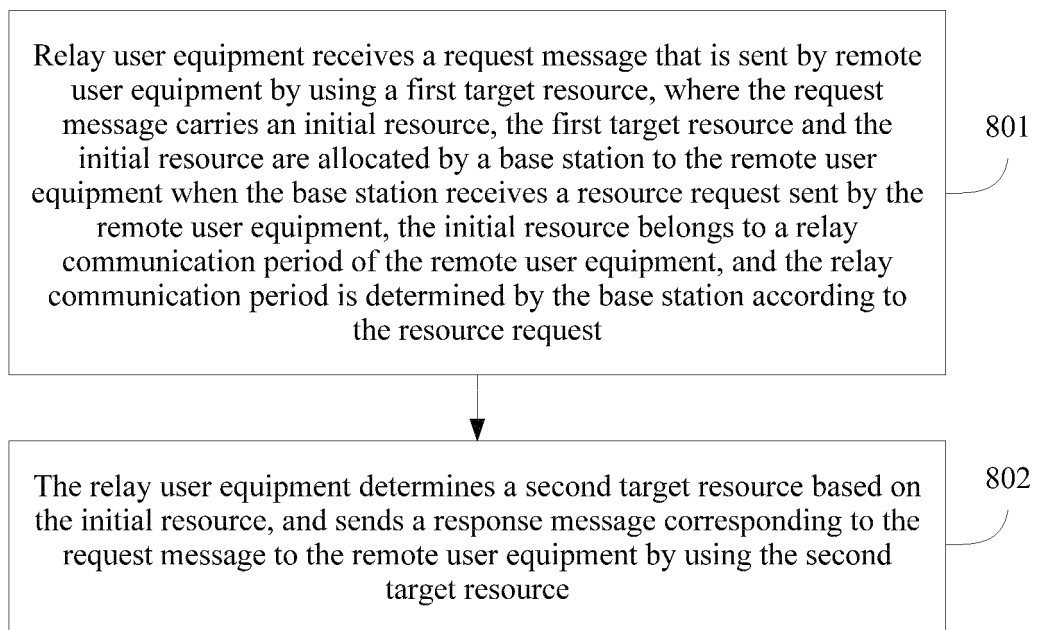 Relay user equipment receives a request message that is sent by remote
user equipment by using a first target resource, where the request
message carries an initial resource, the first target resource and the
initial resource are allocated by a base station to the remote user
equipment when the base station receives a resource request sent by the
remote user equipment, the initial resource belongs to a relay
communication period of the remote user equipment, and the relay
communication period is determined by the base station according to
the resource request
801
The relay user equipment determines a second target resource based on
the initial resource, and sends a response message corresponding to the
request message to the remote user equipment by using the second
target resource
802